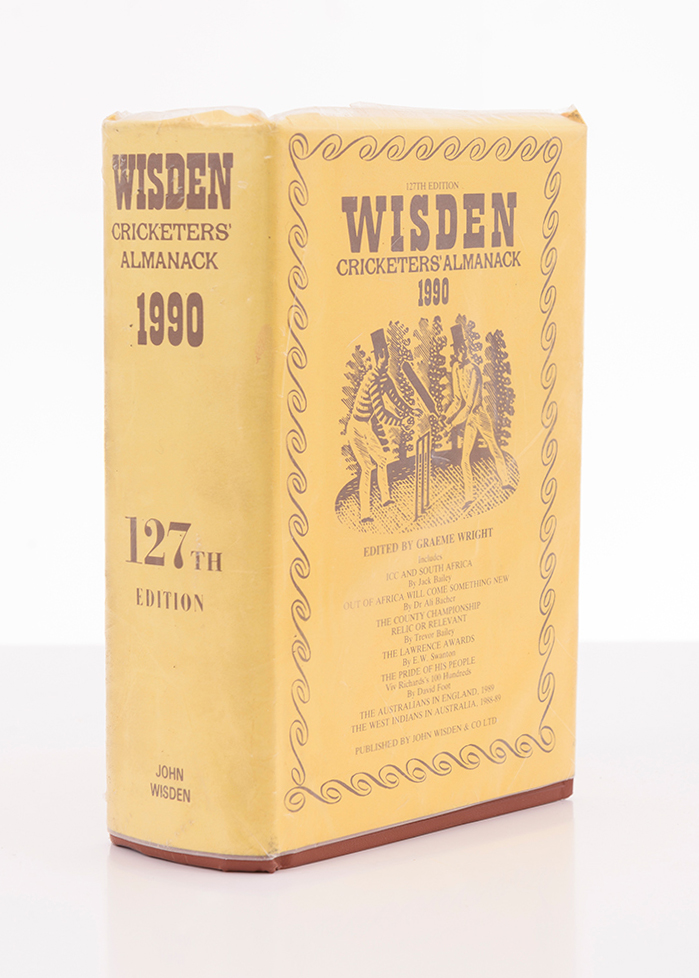 WISDEN
CRICKETERS'
ALMANACK
1990
127TH
EDITION
JOHN
WISDEN
127TH EDITION
WISDEN
CRICKETERS' ALMANACK
1990
EDITED BY GRAEME WRIGHT
includes
ICC AND SOUTH AFRICA
By Jack Bailey
OUT OF AFRICA WILL COME SOMETHING NEW
By Dr Ali Bacher
THE COUNTY CHAMPIONSHIP
RELIC OR RELEVANT
By Trevor Bailey
THE LAWRENCE AWARDS
By E.W. Swanton
THE PRIDE OF HIS PEOPLE
Viv Richards's 100 Hundreds
By David Foot
THE AUSTRALIANS IN ENGLAND, 1989
THE WEST INDIANS IN AUSTRALIA, 1988-89
PUBLISHED BY JOHN WISDEN & CO LTD